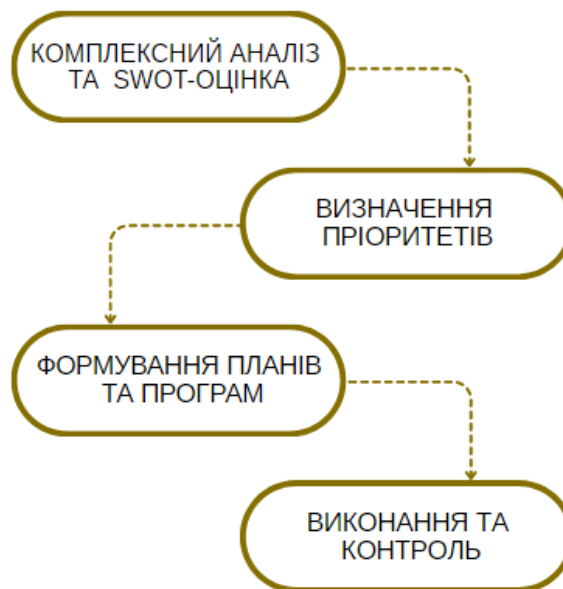 КОМПЛЕКСНИЙ АНАЛІЗ
ТА SWOT-ОЦІНКА
ВИЗНАЧЕННЯ
ПРІОРИТЕТІВ
ФОРМУВАННЯ ПЛАНІВ
ТА ПРОГРАМ
ВИКОНАННЯ ТА
КОНТРОЛЬ